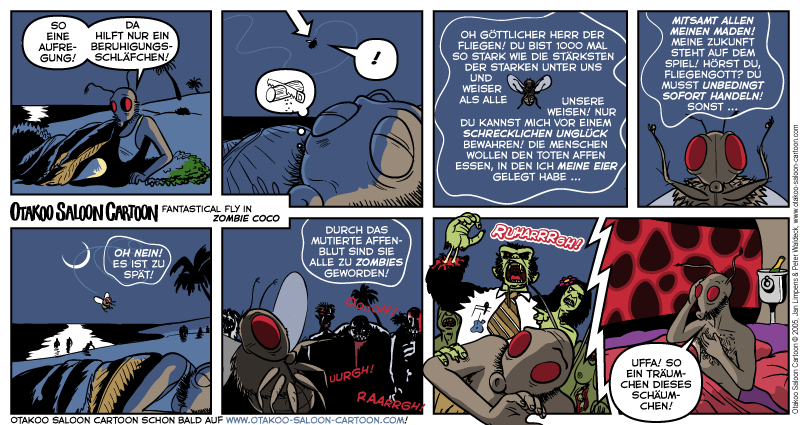 SO
EINE
AUFRE-
GUNG!
DA
HILFT NUR EIN
BERUHIGUNGS-
SCHLÄFCHEN!
!
OH GÖTTLICHER HERR DER
FLIEGEN! DU BIST 1000 MAL
SO STARK WIE DIE STÄRKSTEN
DER STARKEN UNTER UNS
UND
WEISER
ALS ALLE
UNSERE
WEISEN! NUR
DU KANNST MICH VOR EINEM
SCHRECKLICHEN UNGLÜCK
BEWAHREN! DIE MENSCHEN
WOLLEN DEN TOTEN AFFEN
ESSEN, IN DEN ICH MEINE EIER
GELEGT HABE ...
MITSAMT ALLEN
MEINEN MADEN!
MEINE ZUKUNFT
STEHT AUF DEM
SPIEL! HÖRST DU,
FLIEGENGOTT? DU
MUSST UNBEDINGT
SOFORT HANDELN!
SONST ...
OTAKOO SALOON CARTOON
FANTASTICAL FLY IN
ZOMBIE COCO
OH NEIN!
ES IST ZU
SPÄT!
DURCH DAS
MUTIERTE AFFEN-
BLUT SIND SIE
ALLE ZU ZOMBIES
GEWORDEN!
OOOOH!
UURGH!
RAARRGH!
RUHARRRGH!
UFFA! SO
EIN TRÄUM-
CHEN DIESES
SCHÄUM-
CHEN!
OTAKOO SALOON CARTOON SCHON BALD AUF WWW.OTAKOO-SALOON-CARTOON.COM!
Otakoo Saloon Cartoon © 2005, Jan Limpens & Peter Waldeck, www.otakoo-saloon-cartoon.com